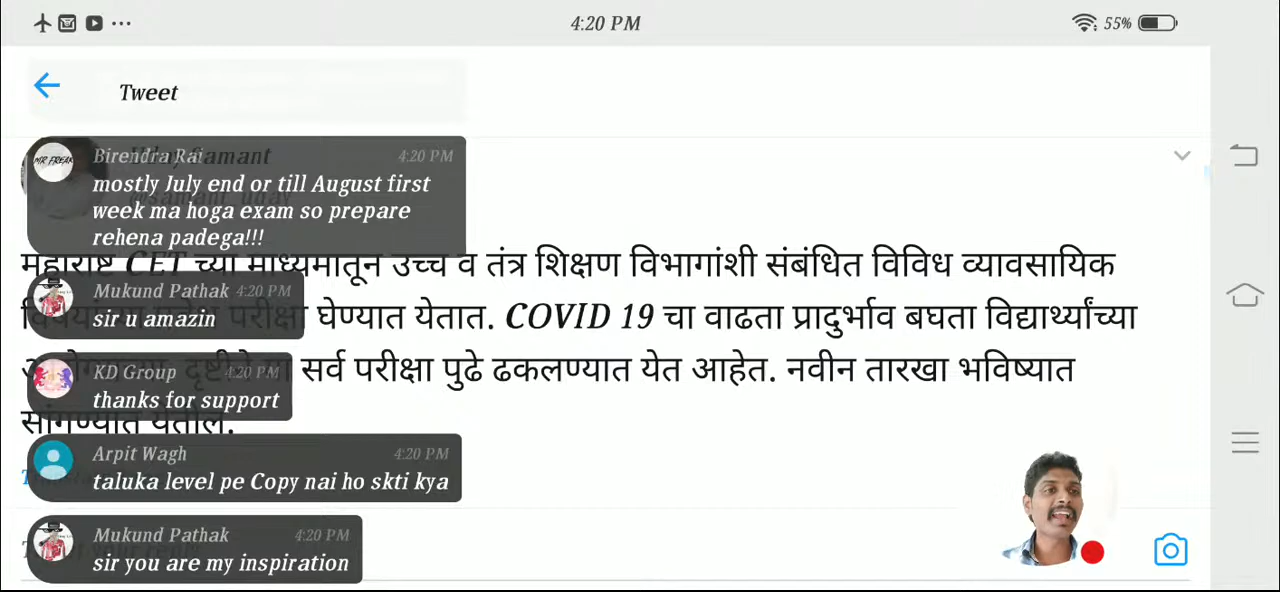 4:20 PM
55%
Tweet
Birendra Rai 4:20 PM
mostly July end or till August first
week ma hoga exam so prepare
rehena padega!!!
महाराष्ट्र CET च्या माध्यमातून उच्च व तंत्र शिक्षण विभागांशी संबंधित विविध व्यावसायिक
Mukund Pathak 4:20 PM
sir u amazin
परीक्षा घेण्यात येतात. COVID 19 चा वाढता प्रादुर्भाव बघता विद्यार्थ्यांच्या
KD Group 4:20 PM
thanks for support
सर्व परीक्षा पुढे ढकलण्यात येत आहेत. नवीन तारखा भविष्यात
सांगण्यात येतील.
Arpit Wagh 4:20 PM
taluka level pe Copy nai ho skti kya
Mukund Pathak 4:20 PM
sir you are my inspiration